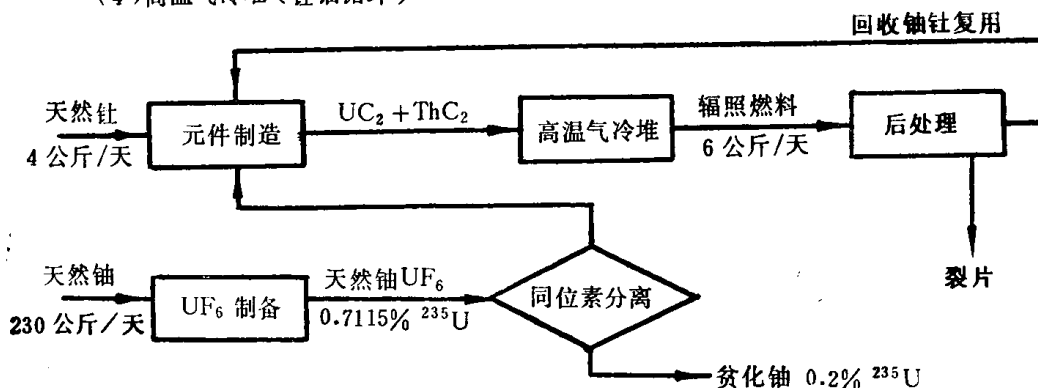 回收铀钍复用
天然钍
4 公斤/天
元件制造
UC₂+ThC₂
高温气冷堆
辐照燃料
6 公斤/天
后处理
裂片
天然铀
230 公斤/天
UF₆ 制备
天然铀UF₆
0.7115% ²³⁵U
同位素分离
贫化铀 0.2% ²³⁵U